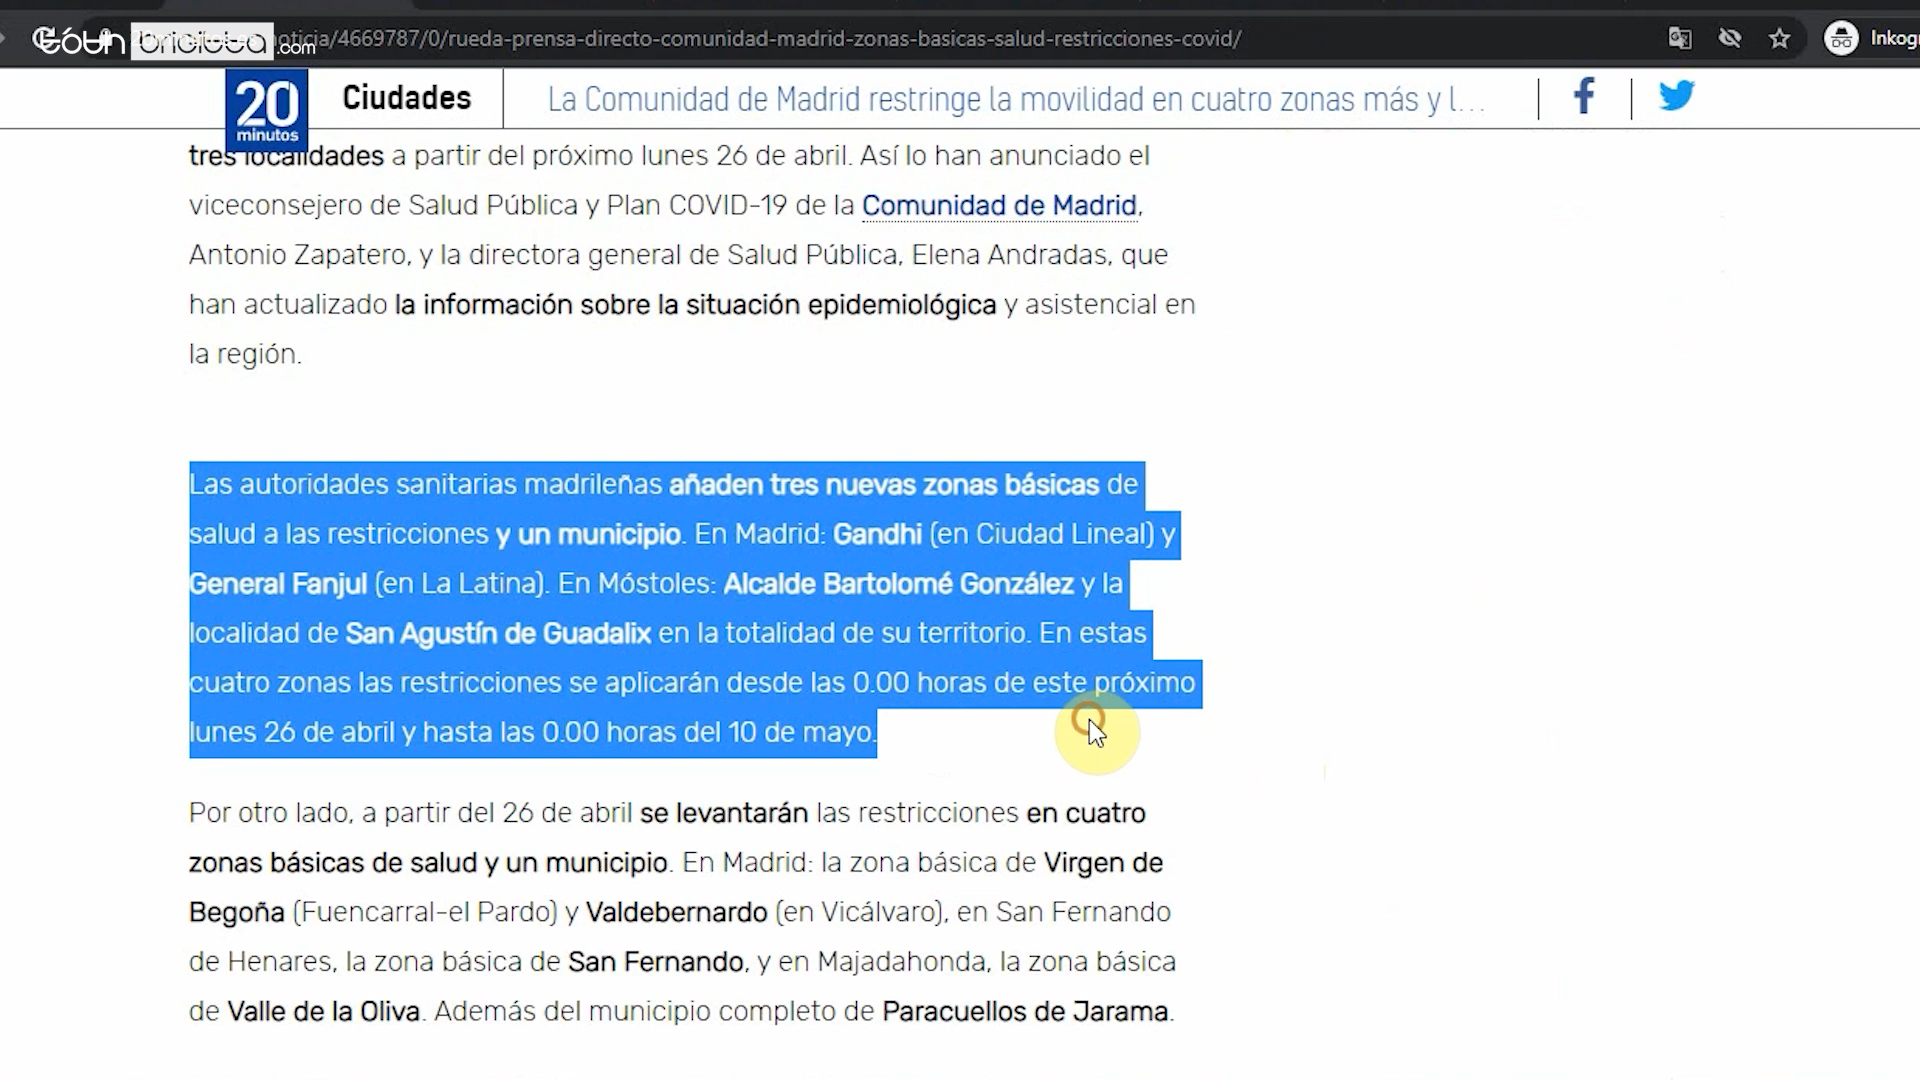 noticia/4669787/0/rueda-prensa-directo-comunidad-madrid-zonas-basicas-salud-restricciones-covid/
Inkog
20
minutos
Ciudades
La Comunidad de Madrid restringe la movilidad en cuatro zonas más y l...
tres localidades a partir del próximo lunes 26 de abril. Así lo han anunciado el
viceconsejero de Salud Pública y Plan COVID-19 de la Comunidad de Madrid,
Antonio Zapatero, y la directora general de Salud Pública, Elena Andradas, que
han actualizado la información sobre la situación epidemiológica y asistencial en
la región.
Las autoridades sanitarias madrileñas añaden tres nuevas zonas básicas de
salud a las restricciones y un municipio. En Madrid: Gandhi (en Ciudad Lineal) y
General Fanjul (en La Latina). En Móstoles: Alcalde Bartolomé González y la
localidad de San Agustín de Guadalix en la totalidad de su territorio. En estas
cuatro zonas las restricciones se aplicarán desde las 0.00 horas de este próximo
lunes 26 de abril y hasta las 0.00 horas del 10 de mayo.
Por otro lado, a partir del 26 de abril se levantarán las restricciones en cuatro
zonas básicas de salud y un municipio. En Madrid: la zona básica de Virgen de
Begoña (Fuencarral-el Pardo) y Valdebernardo (en Vicálvaro), en San Fernando
de Henares, la zona básica de San Fernando, y en Majadahonda, la zona básica
de Valle de la Oliva. Además del municipio completo de Paracuellos de Jarama.